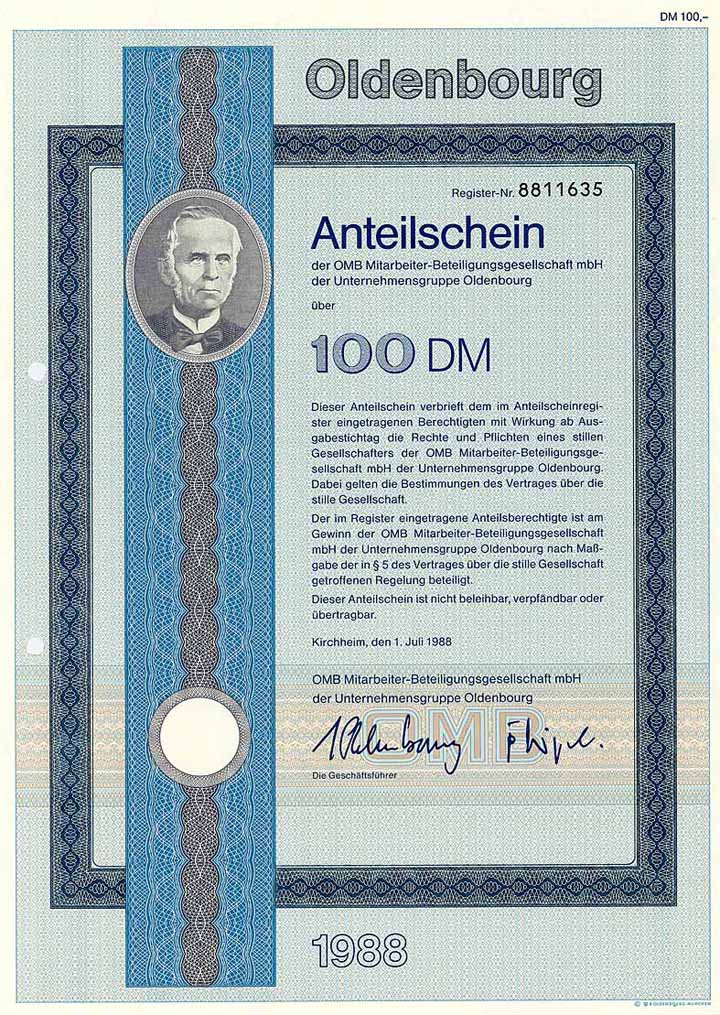 DM 100,–
Oldenbourg
Register-Nr. 8811635
Anteilschein
der OMB Mitarbeiter-Beteiligungsgesellschaft mbH
der Unternehmensgruppe Oldenbourg
über
100 DM
Dieser Anteilschein verbrieft dem im Anteilscheinregi-
ster eingetragenen Berechtigten mit Wirkung ab Aus-
gabestichtag die Rechte und Pflichten eines stillen
Gesellschafters der OMB Mitarbeiter-Beteiligungsge-
sellschaft mbH der Unternehmensgruppe Oldenbourg.
Dabei gelten die Bestimmungen des Vertrages über die
stille Gesellschaft.
Der im Register eingetragene Anteilsberechtigte ist am
Gewinn der OMB Mitarbeiter-Beteiligungsgesellschaft
mbH der Unternehmensgruppe Oldenbourg nach Maß-
gabe der in § 5 des Vertrages über die stille Gesellschaft
getroffenen Regelung beteiligt.
Dieser Anteilschein ist nicht beleihbar, verpfändbar oder
übertragbar.
Kirchheim, den 1. Juli 1988
OMB Mitarbeiter-Beteiligungsgesellschaft mbH
der Unternehmensgruppe Oldenbourg
OMB
Die Geschäftsführer
1988